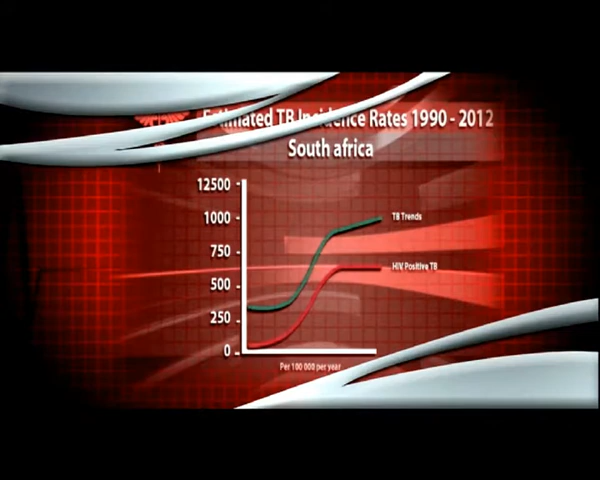 Estimated TB Incidence Rates 1990 - 2012
South africa
12500
1000
750
500
250
0
TB Trends
HIV Positive TB
Per 100 000 per year